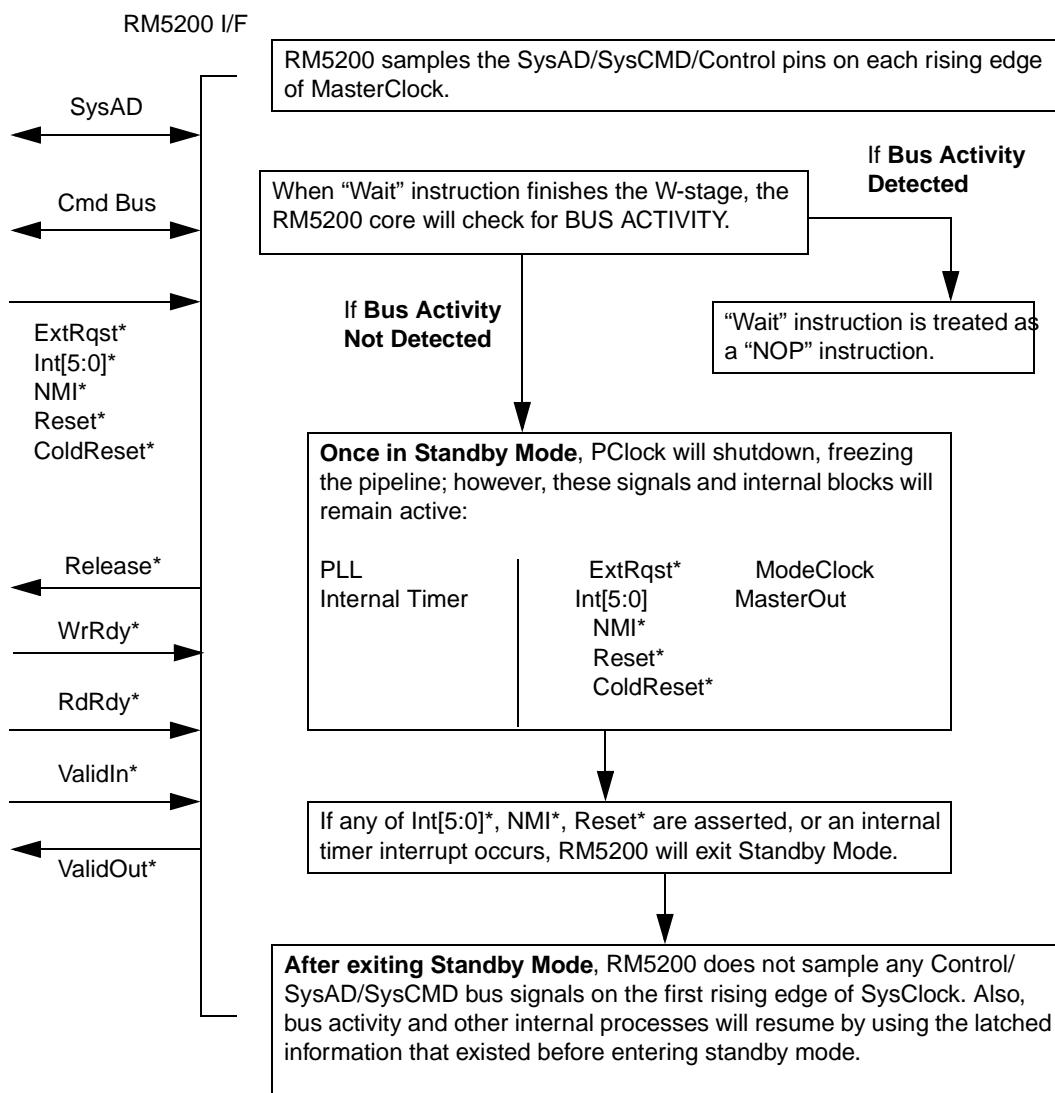 RM5200 I/F
RM5200 samples the SysAD/SysCMD/Control pins on each rising edge
of MasterClock.
SysAD
If Bus Activity
Detected
When “Wait” instruction finishes the W-stage, the
RM5200 core will check for BUS ACTIVITY.
Cmd Bus
If Bus Activity
Not Detected
“Wait” instruction is treated as
a “NOP” instruction.
ExtRqst*
Int[5:0]*
NMI*
Reset*
ColdReset*
Once in Standby Mode, PClock will shutdown, freezing
the pipeline; however, these signals and internal blocks will
remain active:
PLL ExtRqst* ModeClock
Internal Timer Int[5:0] MasterOut
NMI*
Reset*
ColdReset*
Release*
WrRdy*
RdRdy*
ValidIn*
ValidOut*
If any of Int[5:0]*, NMI*, Reset* are asserted, or an internal
timer interrupt occurs, RM5200 will exit Standby Mode.
After exiting Standby Mode, RM5200 does not sample any Control/
SysAD/SysCMD bus signals on the first rising edge of SysClock. Also,
bus activity and other internal processes will resume by using the latched
information that existed before entering standby mode.